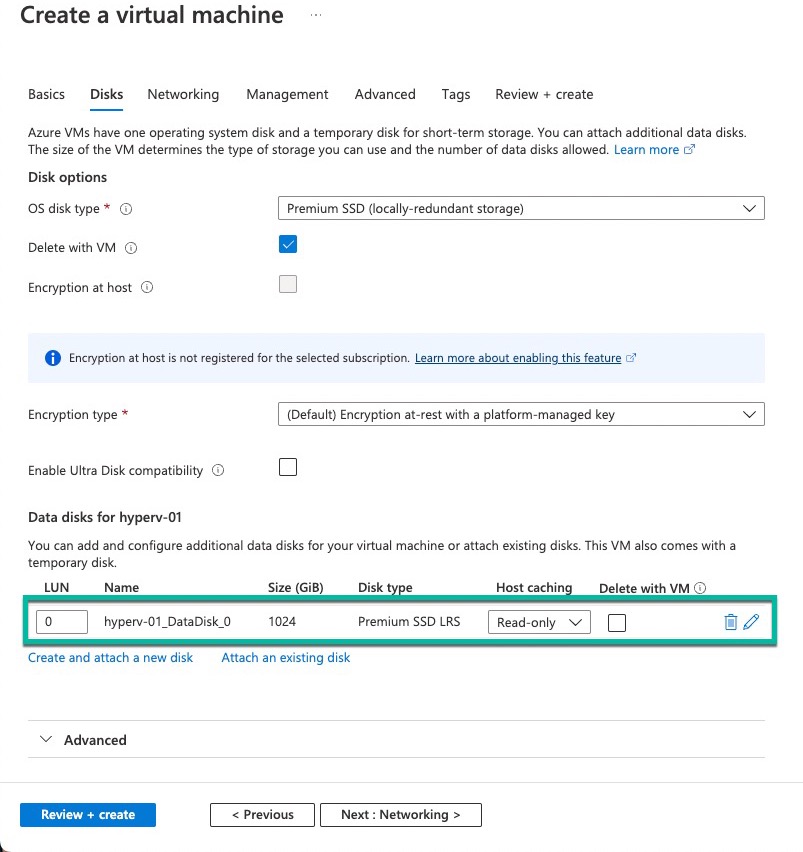 Create a virtual machine ...
Basics Disks Networking Management Advanced Tags Review + create
Azure VMs have one operating system disk and a temporary disk for short-term storage. You can attach additional data disks.
The size of the VM determines the type of storage you can use and the number of data disks allowed. Learn more
Disk options
OS disk type * Premium SSD (locally-redundant storage)
Delete with VM
Encryption at host
Encryption at host is not registered for the selected subscription. Learn more about enabling this feature
Encryption type * (Default) Encryption at-rest with a platform-managed key
Enable Ultra Disk compatibility
Data disks for hyperv-01
You can add and configure additional data disks for your virtual machine or attach existing disks. This VM also comes with a
temporary disk.
LUN Name Size (GiB) Disk type Host caching Delete with VM
0 hyperv-01_DataDisk_0 1024 Premium SSD LRS Read-only
Create and attach a new disk Attach an existing disk
Advanced
Review + create < Previous Next : Networking >